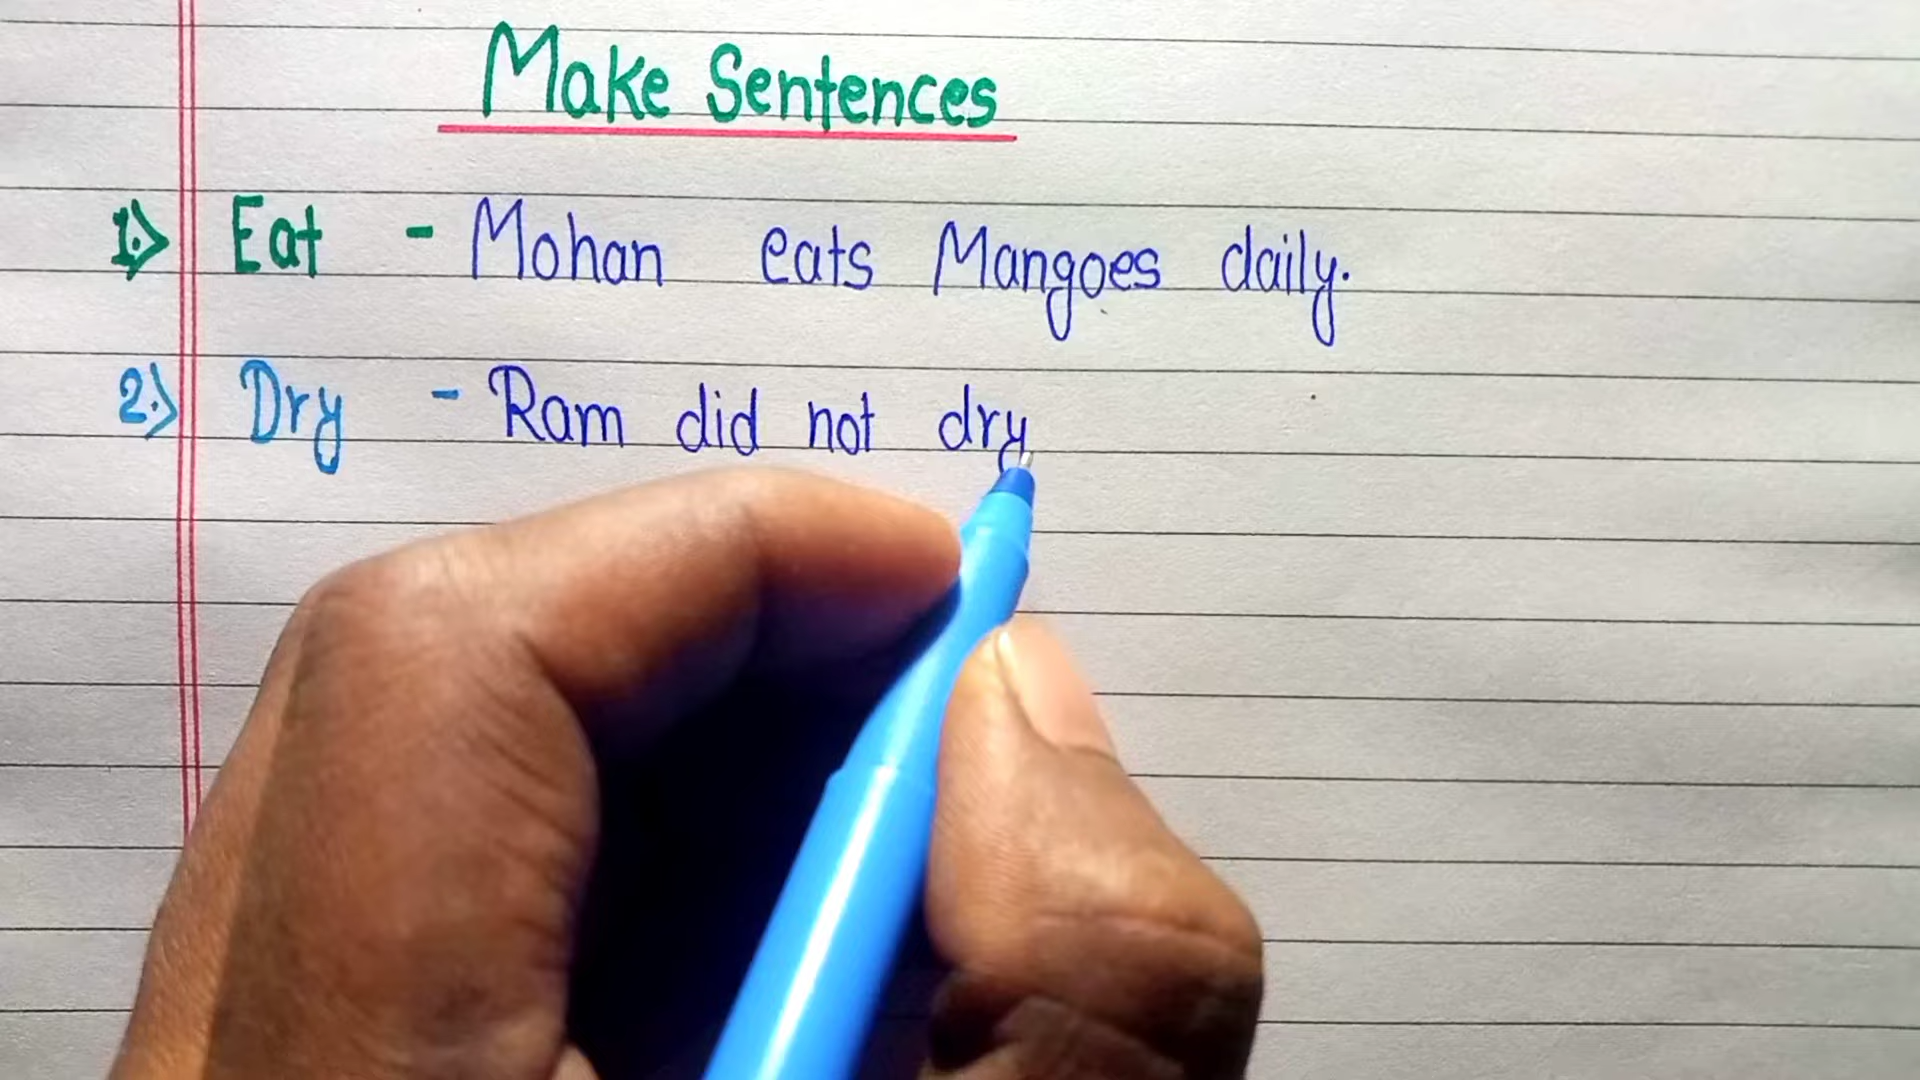 Make Sentences
1.) Eat - Mohan eats Mangoes daily.
2.) Dry - Ram did not dry